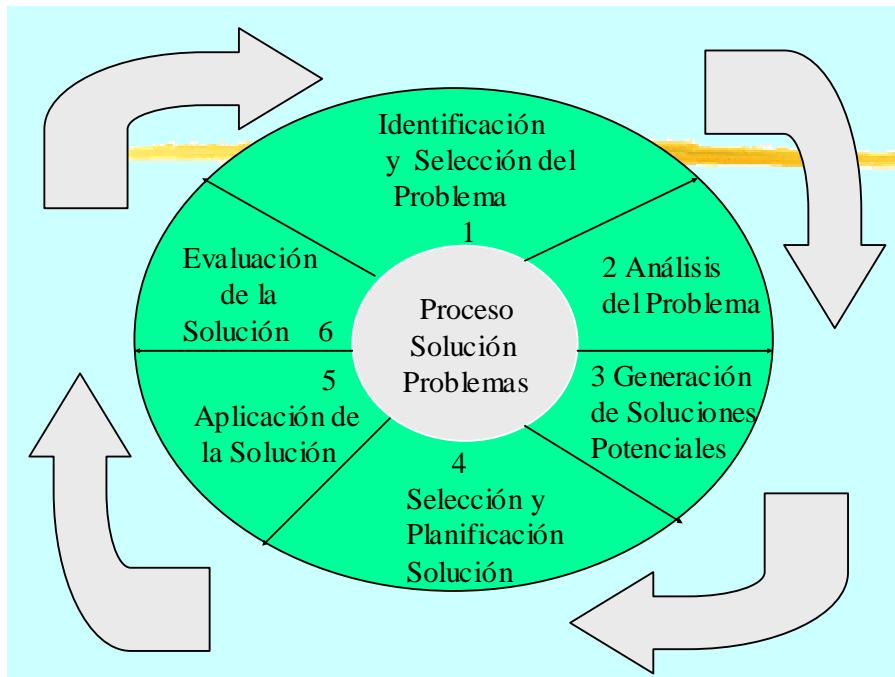 Identificación
y Selección del
Problema
1
2 Análisis
del Problema
3 Generación
de Soluciones
Potenciales
4
Selección y
Planificación
Solución
5
Aplicación de
la Solución
Evaluación
de la
Solución 6
Proceso
Solución
Problemas